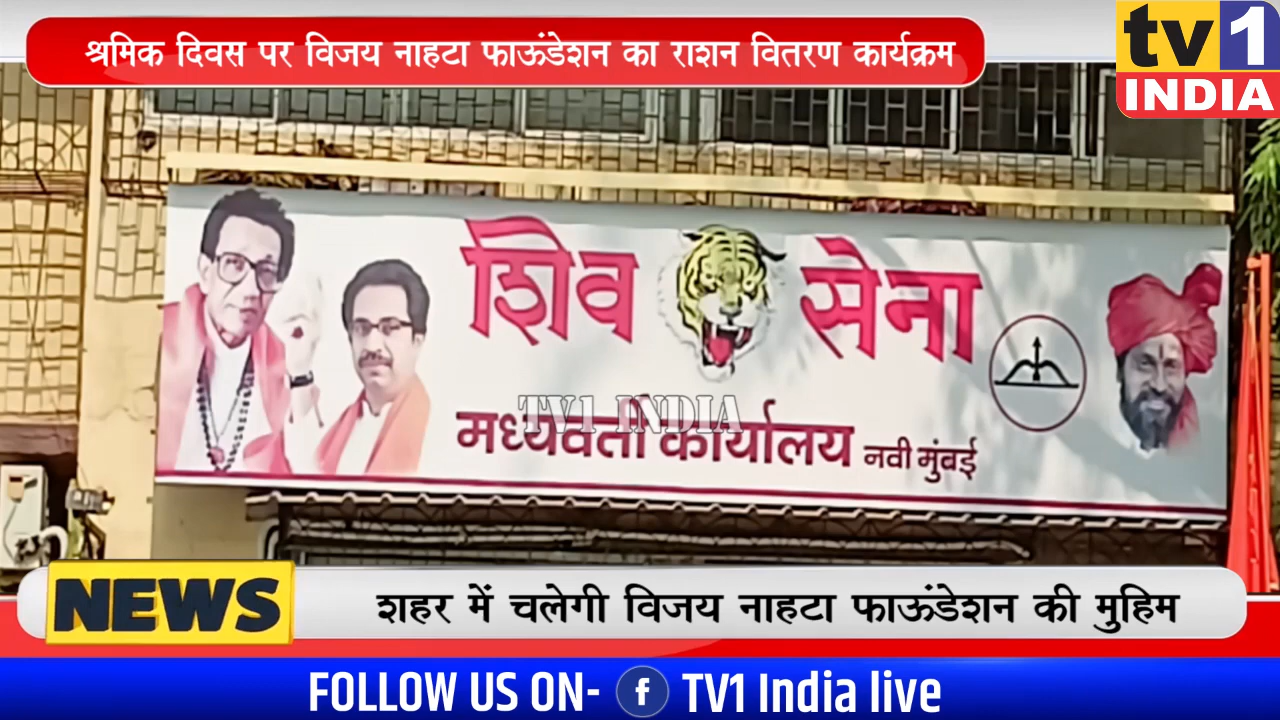 श्रमिक दिवस पर विजय नाहटा फाऊंडेशन का राशन वितरण कार्यक्रम
tv1
INDIA
शिव सेना
TV1 INDIA
मध्यवर्ती कार्यालय नवी मुंबई
NEWS
शहर में चलेगी विजय नाहटा फाऊंडेशन की मुहिम
FOLLOW US ON- f TV1 India live